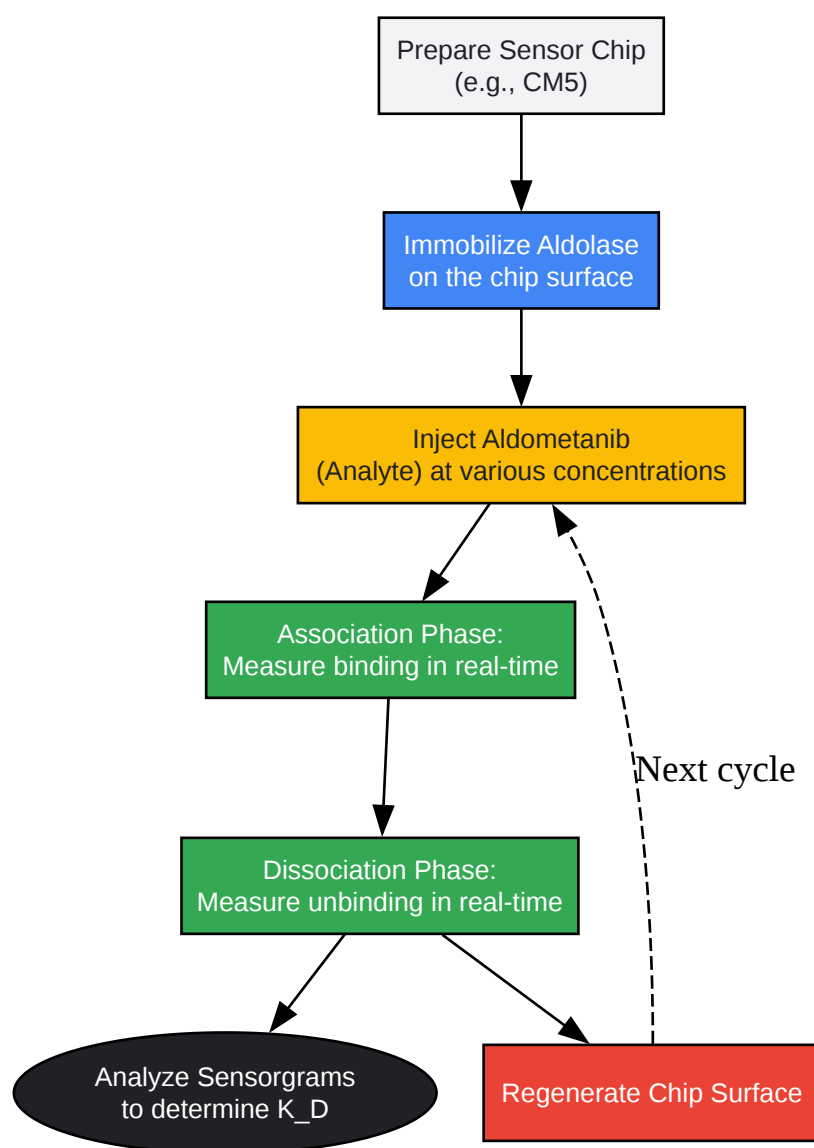 Prepare Sensor Chip
(e.g., CM5)
Immobilize Aldolase
on the chip surface
Inject Aldometanib
(Analyte) at various concentrations
Association Phase:
Measure binding in real-time
Next cycle
Dissociation Phase:
Measure unbinding in real-time
Analyze Sensorgrams
to determine K_D
Regenerate Chip Surface